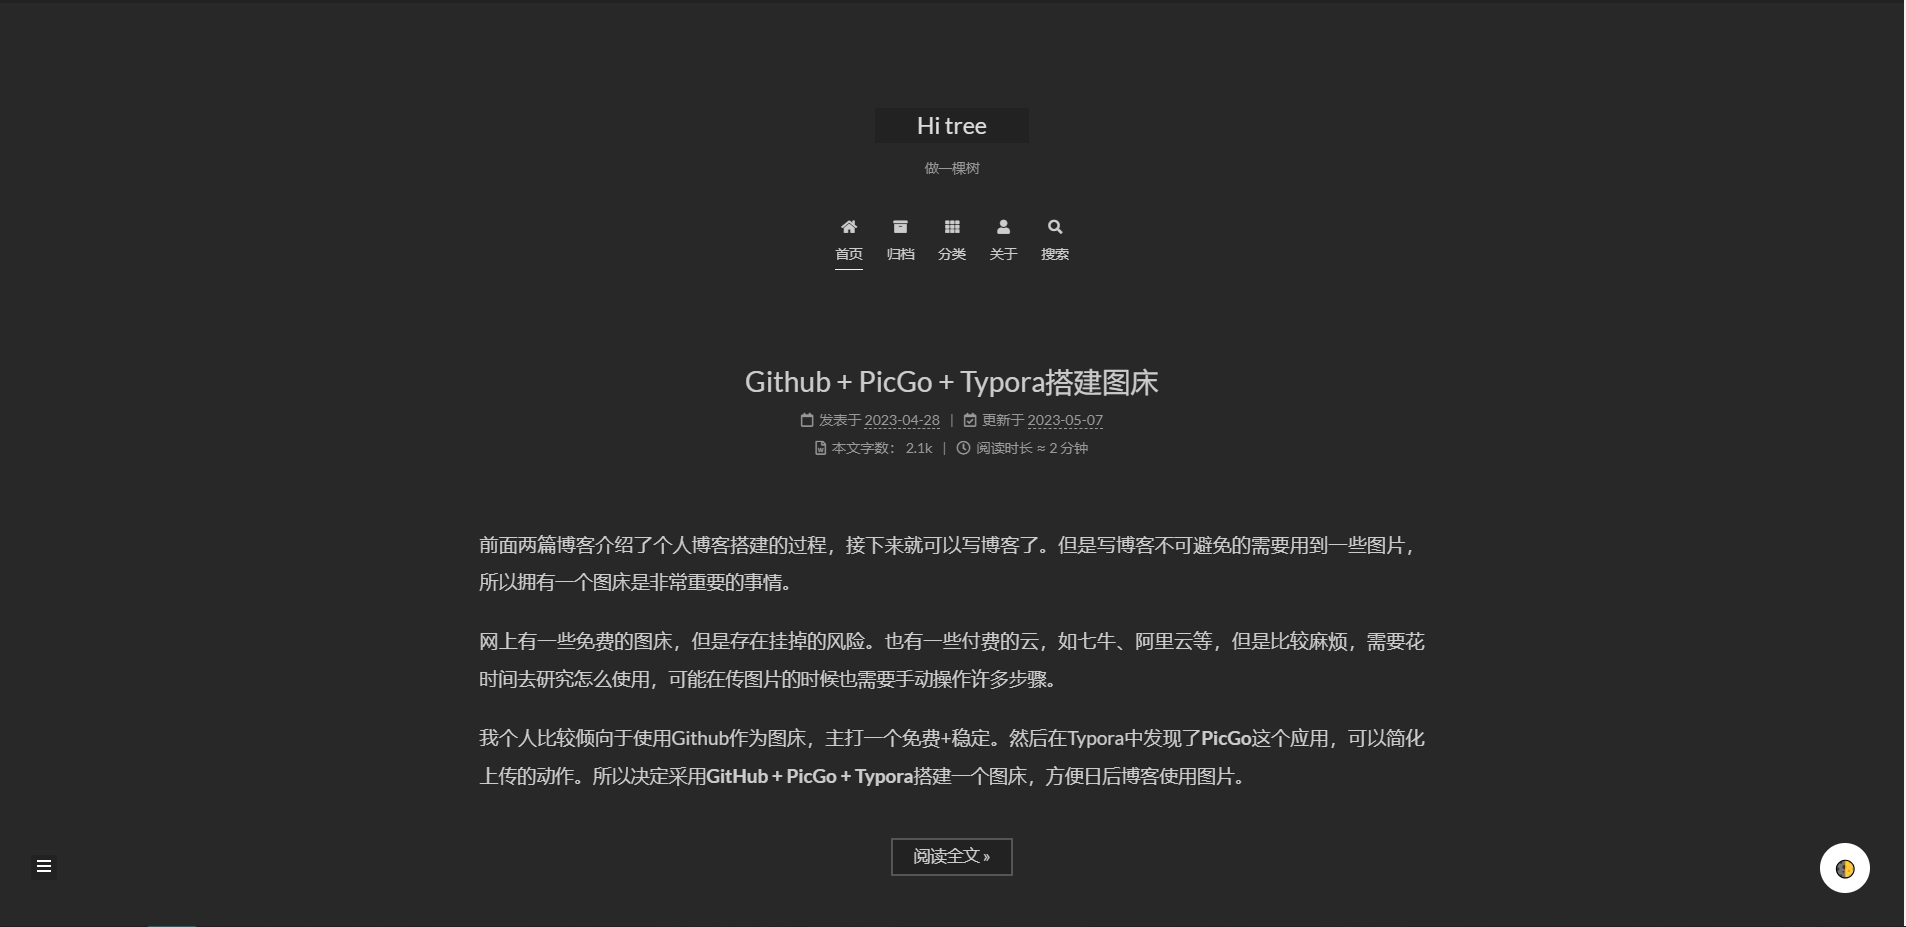 Hi tree
做一棵树
首页 归档 分类 关于 搜索
Github + PicGo + Typora搭建图床
发表于 2023-04-28 | 更新于 2023-05-07
本文字数： 2.1k | 阅读时长 ≈ 2 分钟
前面两篇博客介绍了个人博客搭建的过程，接下来就可以写博客了。但是写博客不可避免的需要用到一些图片，
所以拥有一个图床是非常重要的事情。
网上有一些免费的图床，但是存在挂掉的风险。也有一些付费的云，如七牛、阿里云等，但是比较麻烦，需要花
时间去研究怎么使用，可能在传图片的时候也需要手动操作许多步骤。
我个人比较倾向于使用Github作为图床，主打一个免费+稳定。然后在Typora中发现了PicGo这个应用，可以简化
上传的动作。所以决定采用GitHub + PicGo + Typora搭建一个图床，方便日后博客使用图片。
阅读全文 »